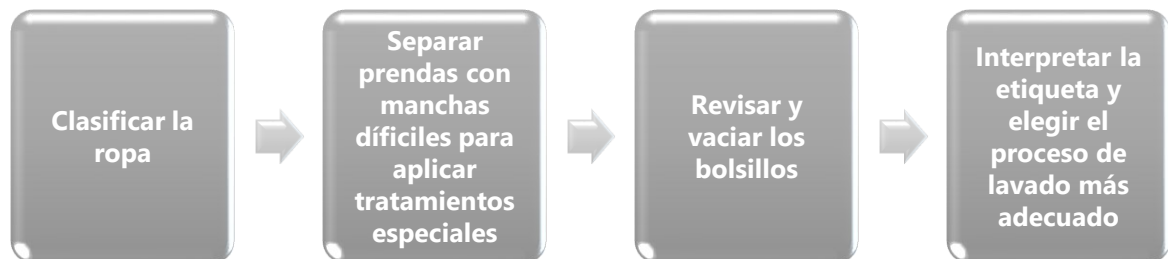 Clasificar la
ropa
Separar
prendas con
manchas
díficiles para
aplicar
tratamientos
especiales
Revisar y
vaciar los
bolsillos
Interpretar la
etiqueta y
elegir el
proceso de
lavado más
adecuado